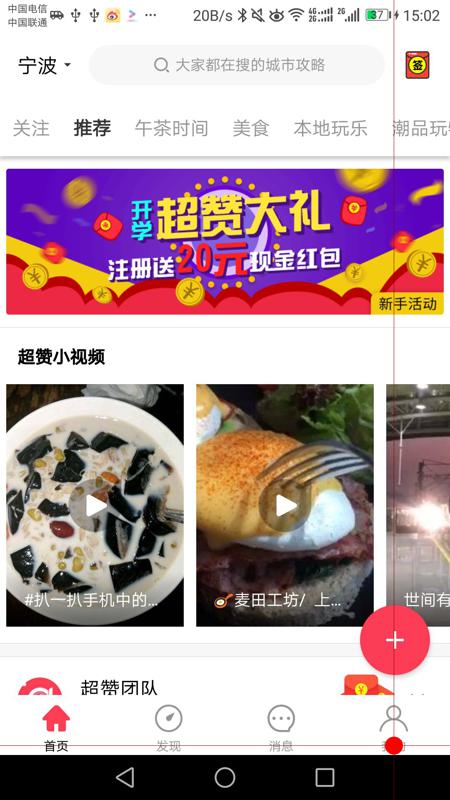 中国电信
中国联通
20B/s 4G 2G 37 15:02
宁波
大家都在搜的城市攻略
签
关注 推荐 午茶时间 美食 本地玩乐 潮品玩
开学 超赞大礼
注册送20元现金红包
新手活动
超赞小视频
#扒一扒手机中的...
麦田工坊/ 上...
世间有
+
超赞团队
首页 发现 消息